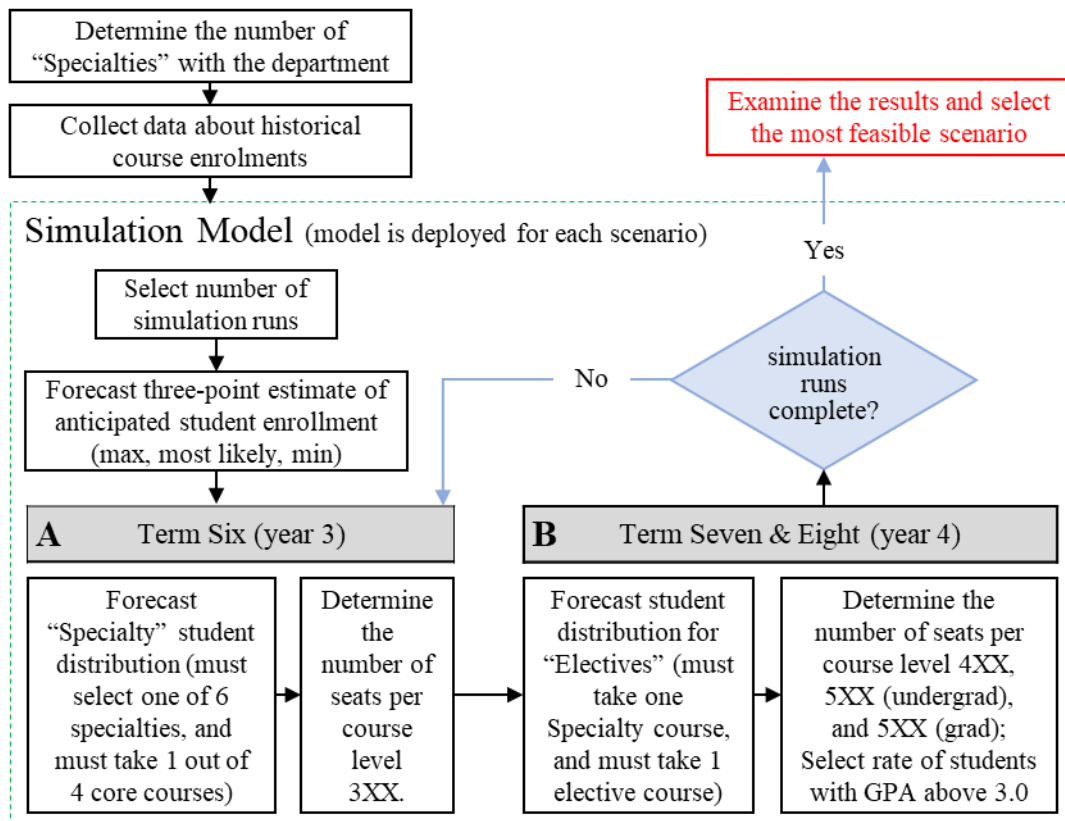 Determine the number of
“Specialties” with the department
Collect data about historical
course enrolments
Examine the results and select
the most feasible scenario
Simulation Model (model is deployed for each scenario)
Yes
Select number of
simulation runs
simulation
runs
complete?
No
Forecast three-point estimate of
anticipated student enrollment
(max, most likely, min)
A Term Six (year 3)
B Term Seven & Eight (year 4)
Forecast
“Specialty” student
distribution (must
select one of 6
specialties, and
must take 1 out of
4 core courses)
Determine
the
number of
seats per
course
level
3XX.
Forecast student
distribution for
“Electives” (must
take one
Specialty course,
and must take 1
elective course)
Determine the
number of seats per
course level 4XX,
5XX (undergrad),
and 5XX (grad);
Select rate of students
with GPA above 3.0